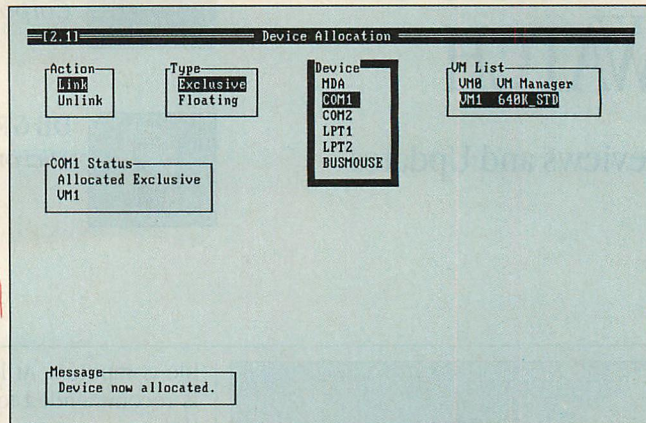 [2.1] Device Allocation
Action
Link
Unlink
Type
Exclusive
Floating
Device
MDA
COM1
COM2
LPT1
LPT2
BUSMOUSE
VM List
VM0 VM Manager
VM1 640K_STD
COM1 Status
Allocated Exclusive
VM1
Message
Device now allocated.